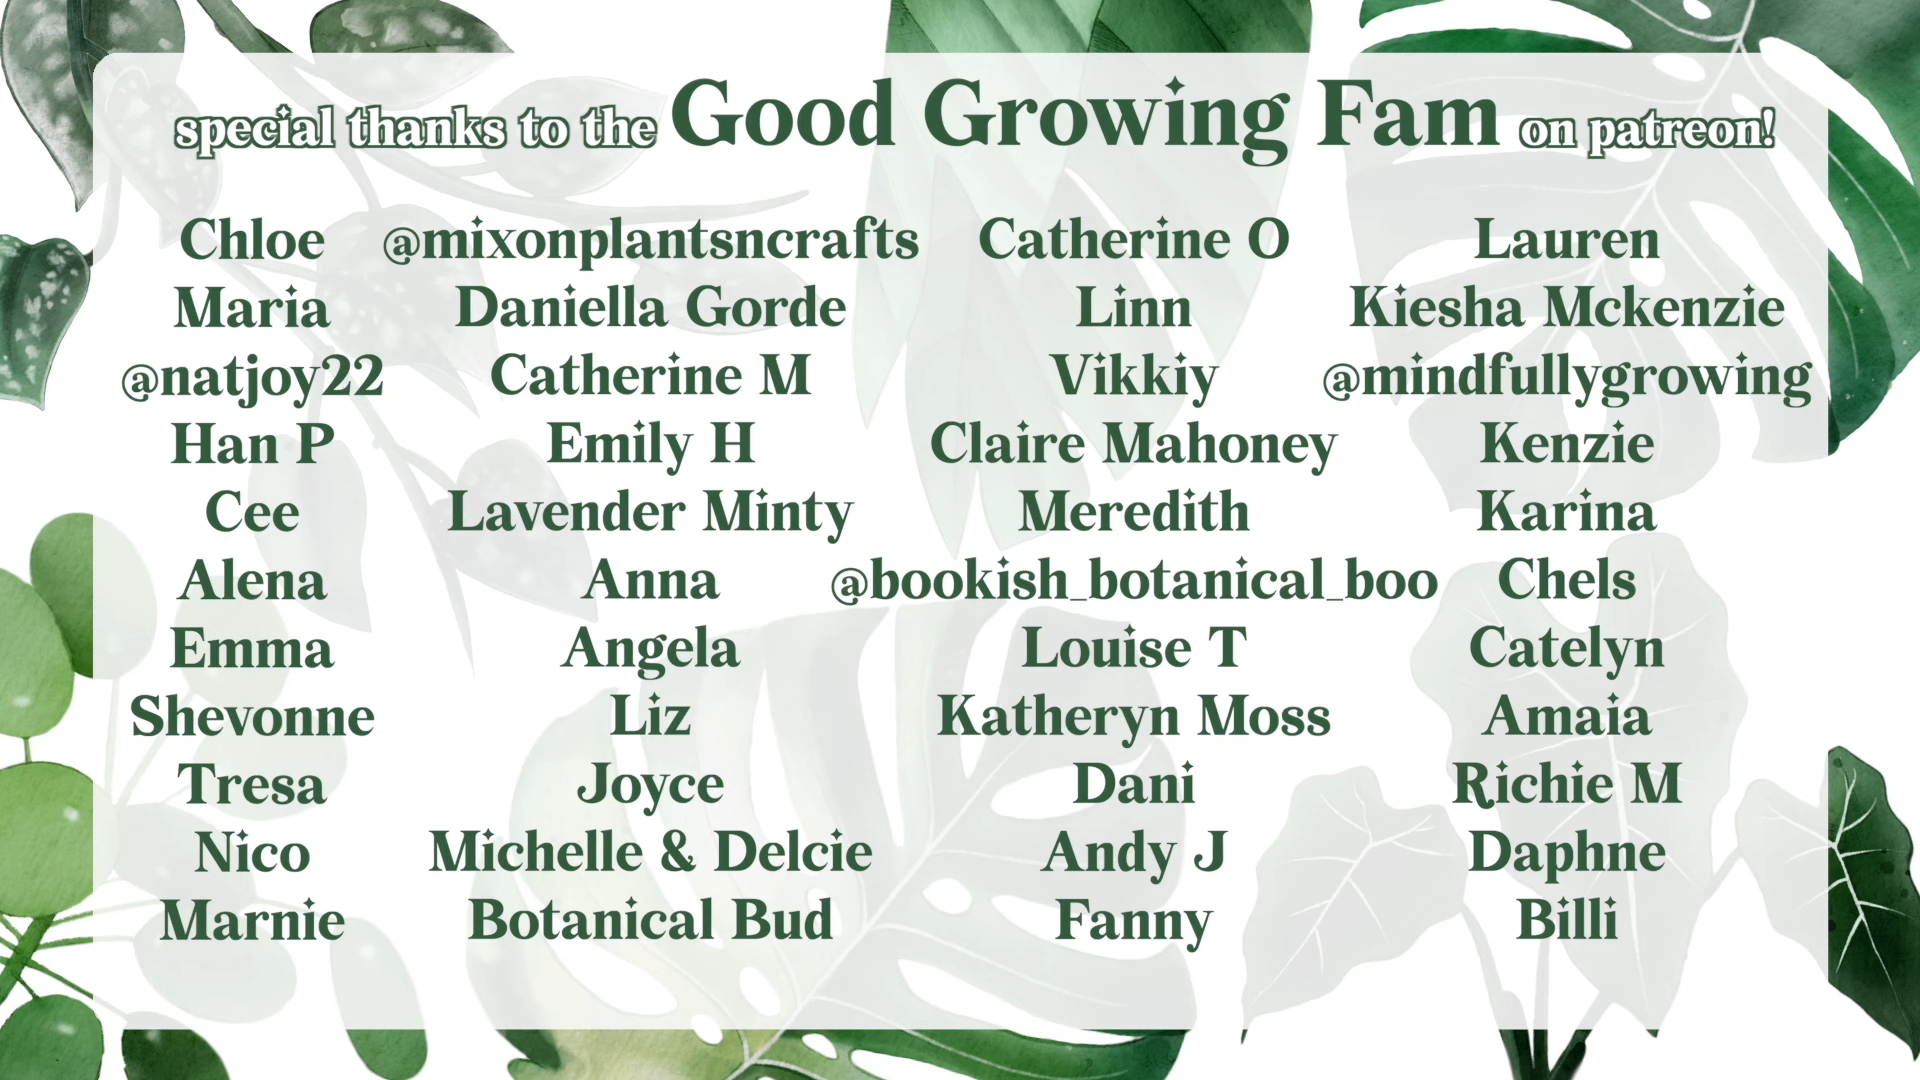 special thanks to the Good Growing Fam on patreon!
Chloe @mixonplantsncrafts Catherine O Lauren
Maria Daniella Gorde Linn Kiesha Mckenzie
@natjoy22 Catherine M Vikkiy @mindfullygrowing
Han P Emily H Claire Mahoney Kenzie
Cee Lavender Minty Meredith Karina
Alena Anna @bookish_botanical_boo Chels
Emma Angela Louise T Catelyn
Shevonne Liz Katheryn Moss Amaia
Tresa Joyce Dani Richie M
Nico Michelle & Delcie Andy J Daphne
Marnie Botanical Bud Fanny Billi